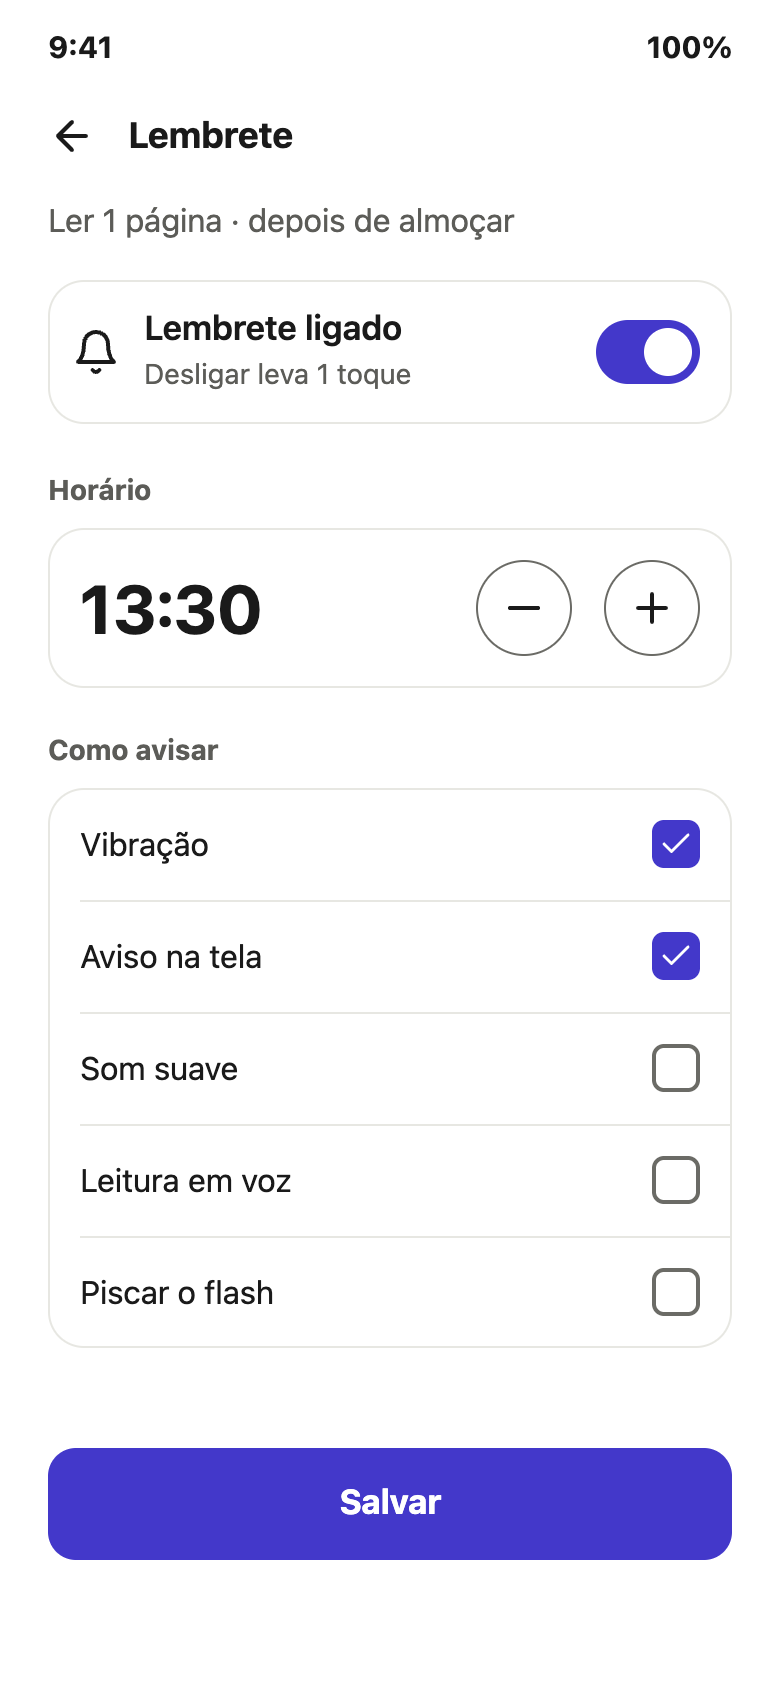 9:41
100%
Lembrete
Ler 1 página · depois de almoçar
Lembrete ligado
Desligar leva 1 toque
Horário
13:30
Como avisar
Vibração
Aviso na tela
Som suave
Leitura em voz
Piscar o flash
Salvar